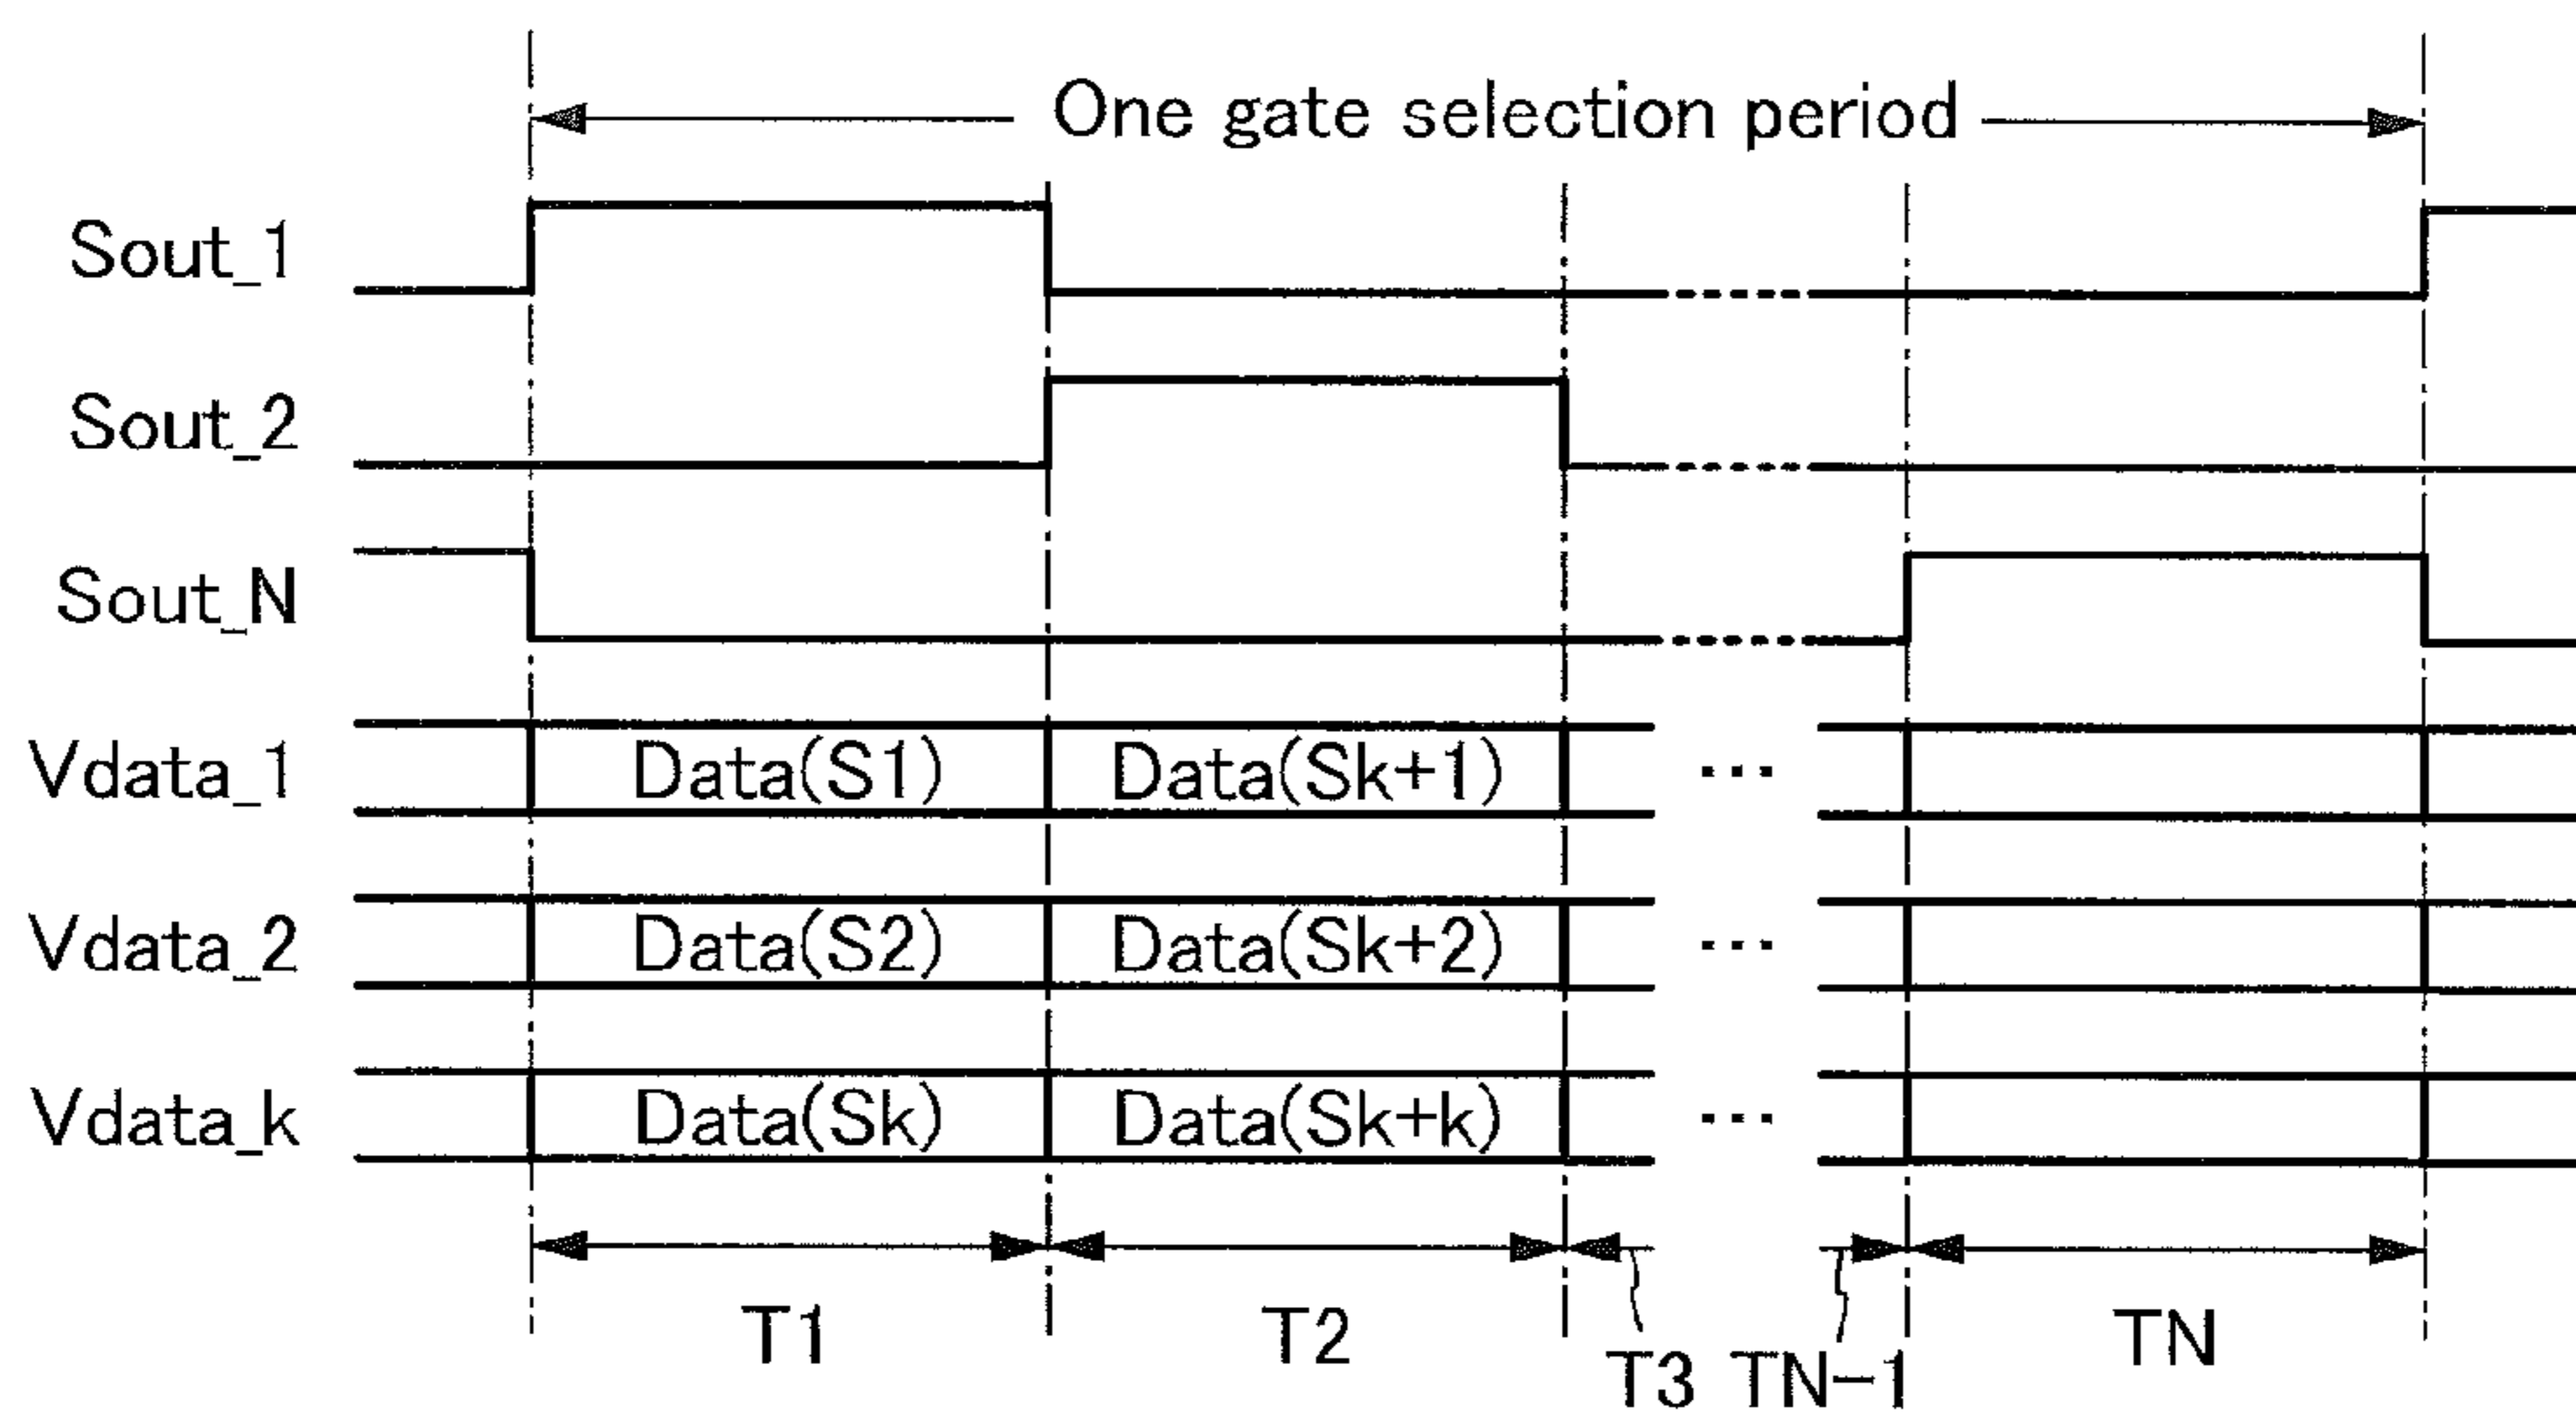 One gate selection period
Sout_1
Sout_2
Sout_N
Vdata_1 Data(S1) Data(Sk+1) ...
Vdata_2 Data(S2) Data(Sk+2) ...
Vdata_k Data(Sk) Data(Sk+k) ...
T1 T2 T3 TN-1 TN